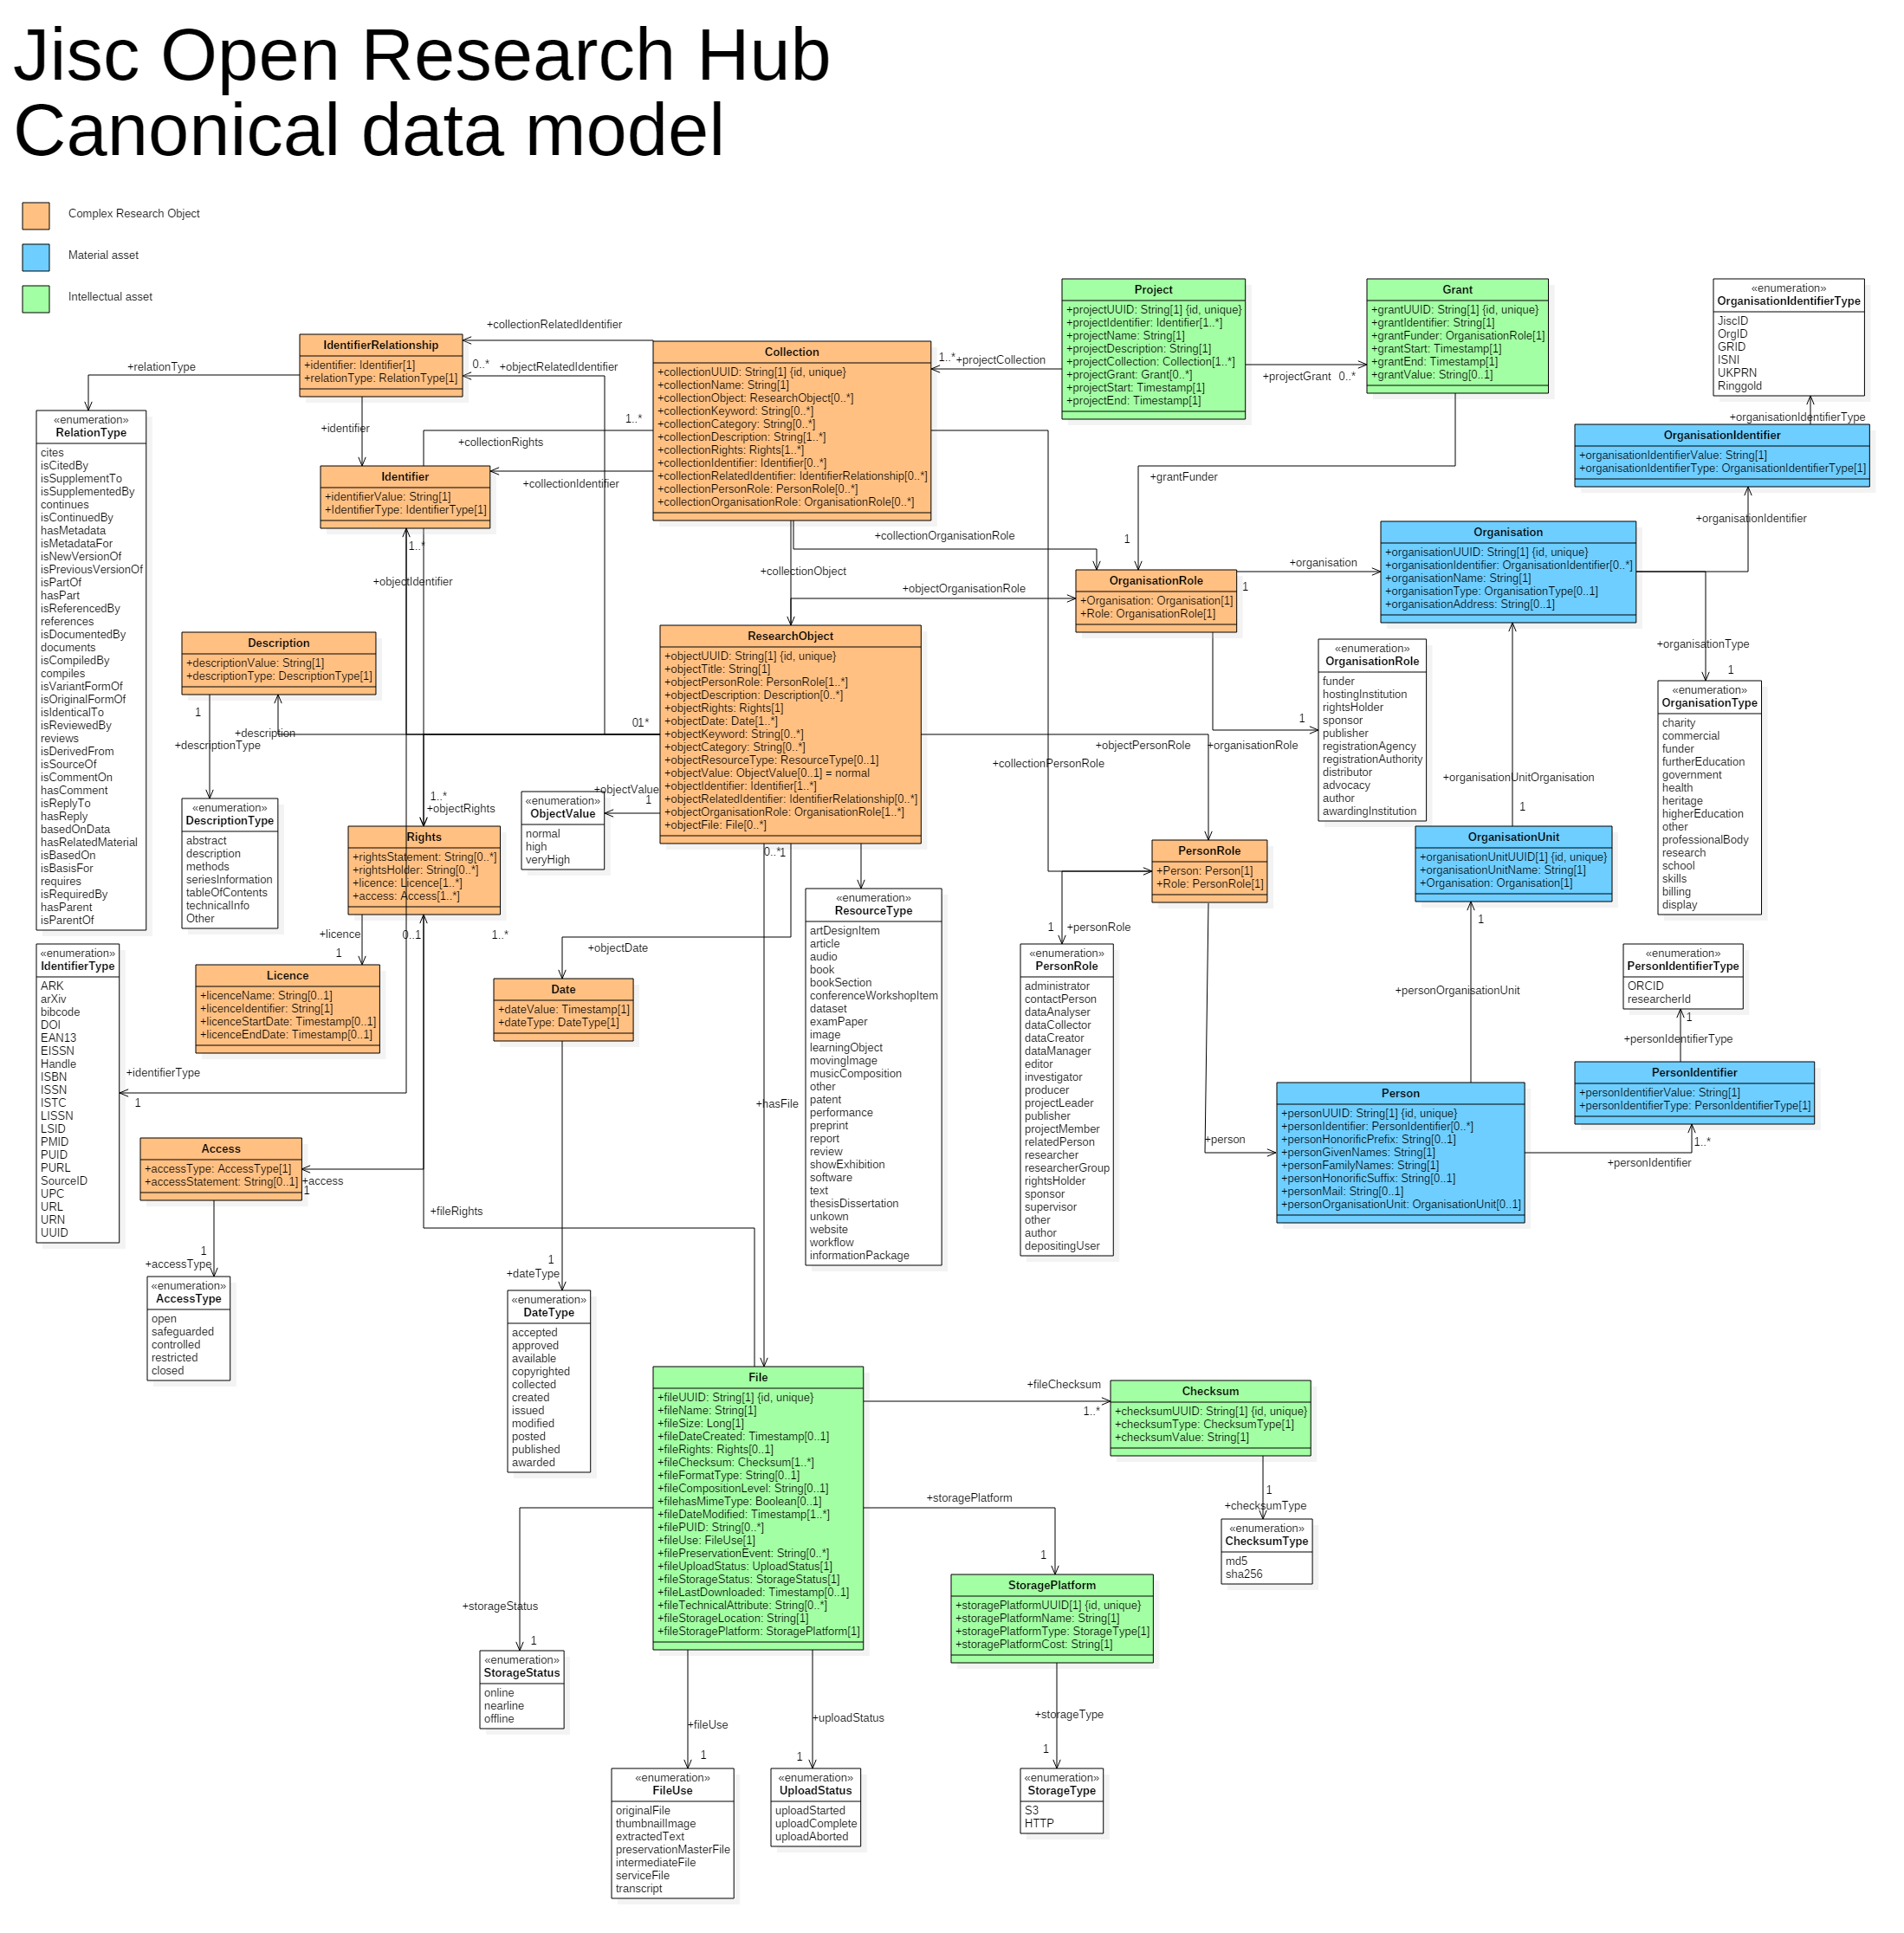 Jisc Open Research Hub
Canonical data model
Complex Research Object
Material asset
Intellectual asset
IdentifierRelationship
+identifier: Identifier[1]
+relationType: RelationType[1]
+collectionRelatedIdentifier
0..*
+objectRelatedIdentifier
+relationType
+identifier
«enumeration»
RelationType
cites
isCitedBy
isSupplementTo
isSupplementedBy
continues
isContinuedBy
hasMetadata
isMetadataFor
isNewVersionOf
isPreviousVersionOf
isPartOf
hasPart
isReferencedBy
references
isDocumentedBy
documents
isCompiledBy
compiles
isVariantFormOf
isOriginalFormOf
isIdenticalTo
isReviewedBy
reviews
isDerivedFrom
isSourceOf
isCommentOn
hasComment
isReplyTo
hasReply
basedOnData
hasRelatedMaterial
isBasedOn
isBasisFor
requires
isRequiredBy
hasParent
isParentOf
Identifier
+identifierValue: String[1]
+IdentifierType: IdentifierType[1]
1..*
+collectionRights
+collectionIdentifier
1..*
+objectIdentifier
Collection
+collectionUUID: String[1] {id, unique}
+collectionName: String[1]
+collectionObject: ResearchObject[0..*]
+collectionKeyword: String[0..*]
+collectionCategory: String[0..*]
+collectionDescription: String[1..*]
+collectionRights: Rights[1..*]
+collectionIdentifier: Identifier[0..*]
+collectionRelatedIdentifier: IdentifierRelationship[0..*]
+collectionPersonRole: PersonRole[0..*]
+collectionOrganisationRole: OrganisationRole[0..*]
1..*
+projectCollection
Project
+projectUUID: String[1] {id, unique}
+projectIdentifier: Identifier[1..*]
+projectName: String[1]
+projectDescription: String[1]
+projectCollection: Collection[1..*]
+projectGrant: Grant[0..*]
+projectStart: Timestamp[1]
+projectEnd: Timestamp[1]
+projectGrant
0..*
Grant
+grantUUID: String[1] {id, unique}
+grantIdentifier: String[1]
+grantFunder: OrganisationRole[1]
+grantStart: Timestamp[1]
+grantEnd: Timestamp[1]
+grantValue: String[0..1]
+grantFunder
1
«enumeration»
OrganisationIdentifierType
JiscID
OrgID
GRID
ISNI
UKPRN
Ringgold
+organisationIdentifierType
OrganisationIdentifier
+organisationIdentifierValue: String[1]
+organisationIdentifierType: OrganisationIdentifierType[1]
+organisationIdentifier
Organisation
+organisationUUID: String[1] {id, unique}
+organisationIdentifier: OrganisationIdentifier[0..*]
+organisationName: String[1]
+organisationType: OrganisationType[0..1]
+organisationAddress: String[0..1]
+collectionOrganisationRole
+collectionObject
+objectOrganisationRole
OrganisationRole
+Organisation: Organisation[1]
+Role: OrganisationRole[1]
+organisation
1
«enumeration»
OrganisationRole
funder
hostingInstitution
rightsHolder
sponsor
publisher
registrationAgency
registrationAuthority
distributor
advocacy
author
awardingInstitution
1
+organisationRole
+organisationType
1
«enumeration»
OrganisationType
charity
commercial
funder
furtherEducation
government
health
heritage
higherEducation
other
professionalBody
research
school
skills
billing
display
+organisationUnitOrganisation
1
OrganisationUnit
+organisationUnitUUID[1] {id, unique}
+organisationUnitName: String[1]
+Organisation: Organisation[1]
1
+personOrganisationUnit
Description
+descriptionValue: String[1]
+descriptionType: DescriptionType[1]
1
+description
+descriptionType
«enumeration»
DescriptionType
abstract
description
methods
seriesInformation
tableOfContents
technicalInfo
Other
ResearchObject
+objectUUID: String[1] {id, unique}
+objectTitle: String[1]
+objectPersonRole: PersonRole[1..*]
+objectDescription: Description[0..*]
+objectRights: Rights[1]
+objectDate: Date[1..*]
+objectKeyword: String[0..*]
+objectCategory: String[0..*]
+objectResourceType: ResourceType[0..1]
+objectValue: ObjectValue[0..1] = normal
+objectIdentifier: Identifier[1..*]
+objectRelatedIdentifier: IdentifierRelationship[0..*]
+objectOrganisationRole: OrganisationRole[1..*]
+objectFile: File[0..*]
+objectPersonRole
+collectionPersonRole
+objectValue
1
«enumeration»
ObjectValue
normal
high
veryHigh
1..*
+objectRights
Rights
+rightsStatement: String[0..*]
+rightsHolder: String[0..*]
+licence: Licence[1..*]
+access: Access[1..*]
+licence
1
0..1
1..*
0..*
1
+objectDate
Licence
+licenceName: String[0..1]
+licenceIdentifier: String[1]
+licenceStartDate: Timestamp[0..1]
+licenceEndDate: Timestamp[0..1]
«enumeration»
IdentifierType
ARK
arXiv
bibcode
DOI
EAN13
EISSN
Handle
ISBN
ISSN
ISTC
LISSN
LSID
PMID
PUID
PURL
SourceID
UPC
URL
URN
UUID
+identifierType
1
Date
+dateValue: Timestamp[1]
+dateType: DateType[1]
«enumeration»
ResourceType
artDesignItem
article
audio
book
bookSection
conferenceWorkshopItem
dataset
examPaper
image
learningObject
movingImage
musicComposition
other
patent
performance
preprint
report
review
showExhibition
software
text
thesisDissertation
unkown
website
workflow
informationPackage
+hasFile
PersonRole
+Person: Person[1]
+Role: PersonRole[1]
1
+personRole
«enumeration»
PersonRole
administrator
contactPerson
dataAnalyser
dataCollector
dataCreator
dataManager
editor
investigator
producer
projectLeader
publisher
projectMember
relatedPerson
researcher
researcherGroup
rightsHolder
sponsor
supervisor
other
author
depositingUser
+person
Person
+personUUID: String[1] {id, unique}
+personIdentifier: PersonIdentifier[0..*]
+personHonorificPrefix: String[0..1]
+personGivenNames: String[1]
+personFamilyNames: String[1]
+personHonorificSuffix: String[0..1]
+personMail: String[0..1]
+personOrganisationUnit: OrganisationUnit[0..1]
«enumeration»
PersonIdentifierType
ORCID
researcherId
1
+personIdentifierType
PersonIdentifier
+personIdentifierValue: String[1]
+personIdentifierType: PersonIdentifierType[1]
1..*
+personIdentifier
Access
+accessType: AccessType[1]
+accessStatement: String[0..1]
+access
1
+fileRights
1
+accessType
«enumeration»
AccessType
open
safeguarded
controlled
restricted
closed
1
+dateType
«enumeration»
DateType
accepted
approved
available
copyrighted
collected
created
issued
modified
posted
published
awarded
File
+fileUUID: String[1] {id, unique}
+fileName: String[1]
+fileSize: Long[1]
+fileDateCreated: Timestamp[0..1]
+fileRights: Rights[0..1]
+fileChecksum: Checksum[1..*]
+fileFormatType: String[0..1]
+fileCompositionLevel: String[0..1]
+filehasMimeType: Boolean[0..1]
+fileDateModified: Timestamp[1..*]
+filePUID: String[0..*]
+fileUse: FileUse[1]
+filePreservationEvent: String[0..*]
+fileUploadStatus: UploadStatus[1]
+fileStorageStatus: StorageStatus[1]
+fileLastDownloaded: Timestamp[0..1]
+fileTechnicalAttribute: String[0..*]
+fileStorageLocation: String[1]
+fileStoragePlatform: StoragePlatform[1]
+fileChecksum
1..*
Checksum
+checksumUUID: String[1] {id, unique}
+checksumType: ChecksumType[1]
+checksumValue: String[1]
1
+checksumType
«enumeration»
ChecksumType
md5
sha256
+storagePlatform
1
StoragePlatform
+storagePlatformUUID[1] {id, unique}
+storagePlatformName: String[1]
+storagePlatformType: StorageType[1]
+storagePlatformCost: String[1]
+storageStatus
1
«enumeration»
StorageStatus
online
nearline
offline
+fileUse
1
«enumeration»
FileUse
originalFile
thumbnailImage
extractedText
preservationMasterFile
intermediateFile
serviceFile
transcript
+uploadStatus
1
«enumeration»
UploadStatus
uploadStarted
uploadComplete
uploadAborted
+storageType
1
«enumeration»
StorageType
S3
HTTP